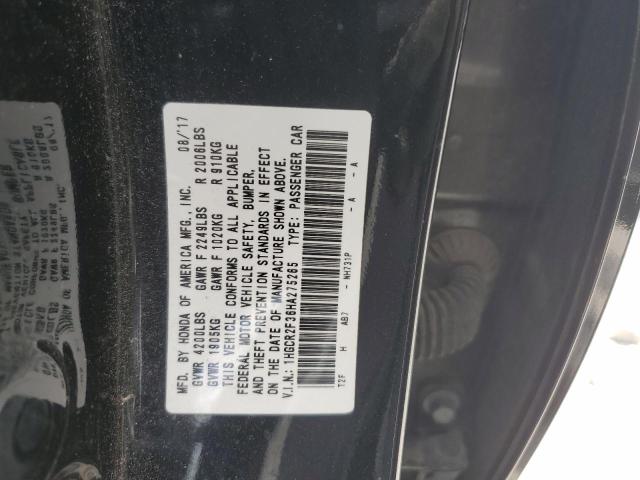 MFD. BY HONDA OF AMERICA MFG., INC. 08/'17
GVWR 4200LBS GAWR F 2249LBS R 2006LBS
GVWR 1905KG GAWR F 1020KG R 910KG
THIS VEHICLE CONFORMS TO ALL APPLICABLE
FEDERAL MOTOR VEHICLE SAFETY, BUMPER,
AND THEFT PREVENTION STANDARDS IN EFFECT
ON THE DATE OF MANUFACTURE SHOWN ABOVE.
V.I.N.: 1HGCR2F36HA275265 TYPE: PASSENGER CAR
T2F H AB7 - NH731P - A - A